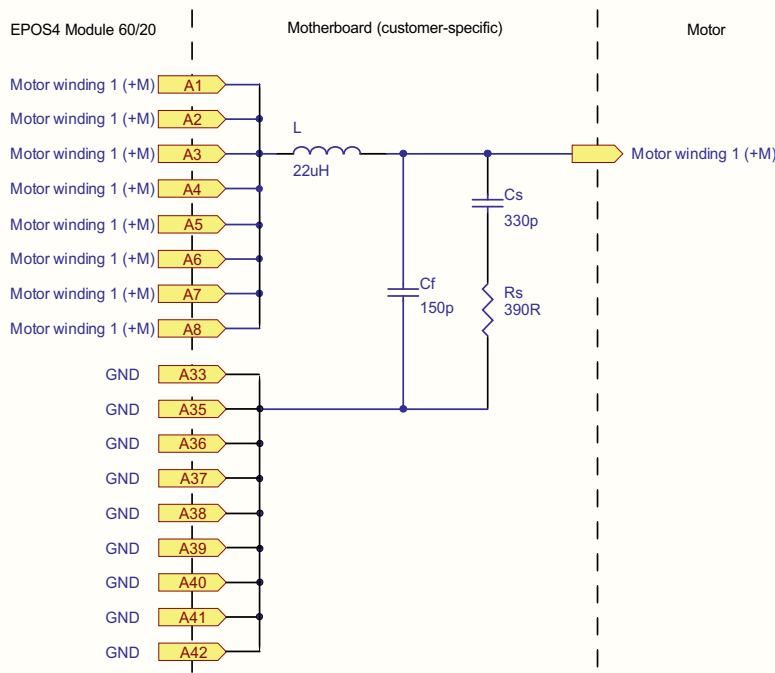 EPOS4 Module 60/20
Motherboard (customer-specific)
Motor
Motor winding 1 (+M) A1
Motor winding 1 (+M) A2
L
Motor winding 1 (+M) A3
Motor winding 1 (+M)
22uH
Motor winding 1 (+M) A4
Cs
330p
Motor winding 1 (+M) A5
Motor winding 1 (+M) A6
Cf
150p
Rs
390R
Motor winding 1 (+M) A7
Motor winding 1 (+M) A8
GND A33
GND A35
GND A36
GND A37
GND A38
GND A39
GND A40
GND A41
GND A42